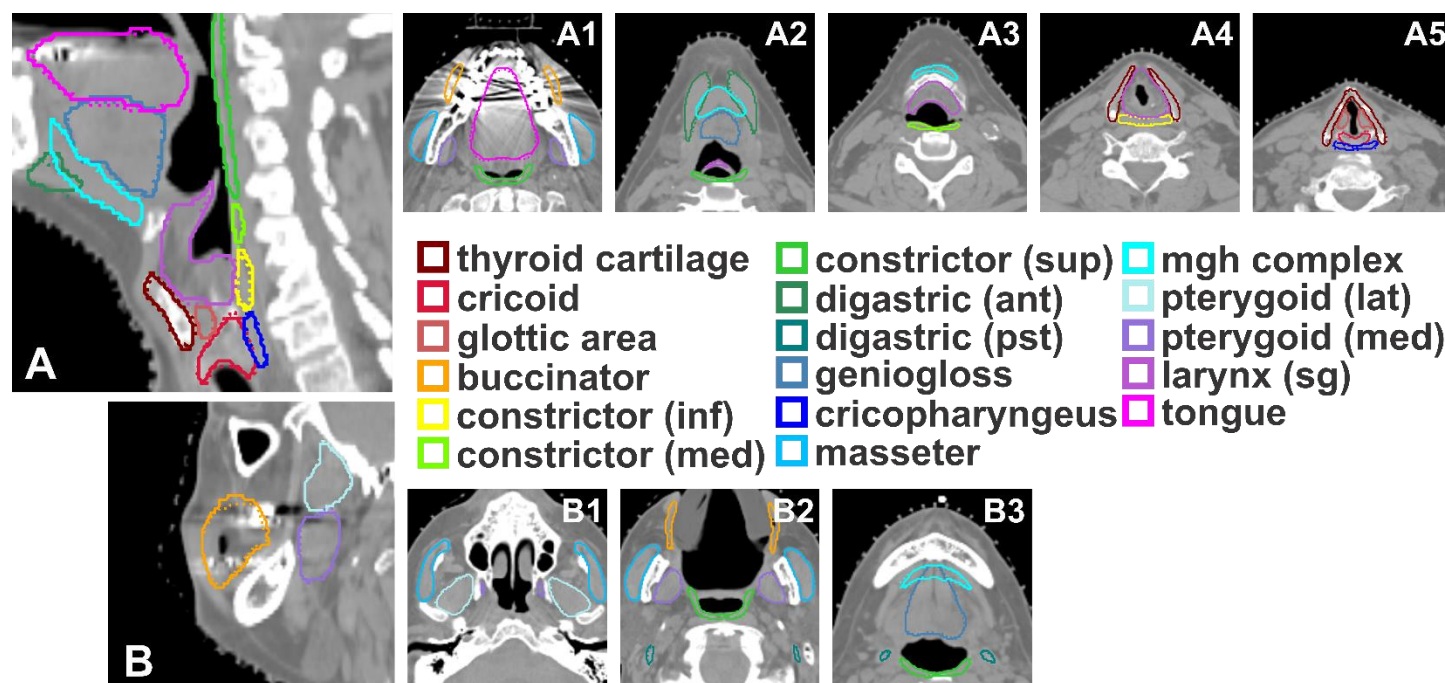 A
A1
A2
A3
A4
A5
thyroid cartilage
cricoid
glottic area
buccinator
constrictor (inf)
constrictor (med)
constrictor (sup)
digastric (ant)
digastric (pst)
geniogloss
cricopharyngeus
masseter
mgh complex
pterygoid (lat)
pterygoid (med)
larynx (sg)
tongue
B
B1
B2
B3